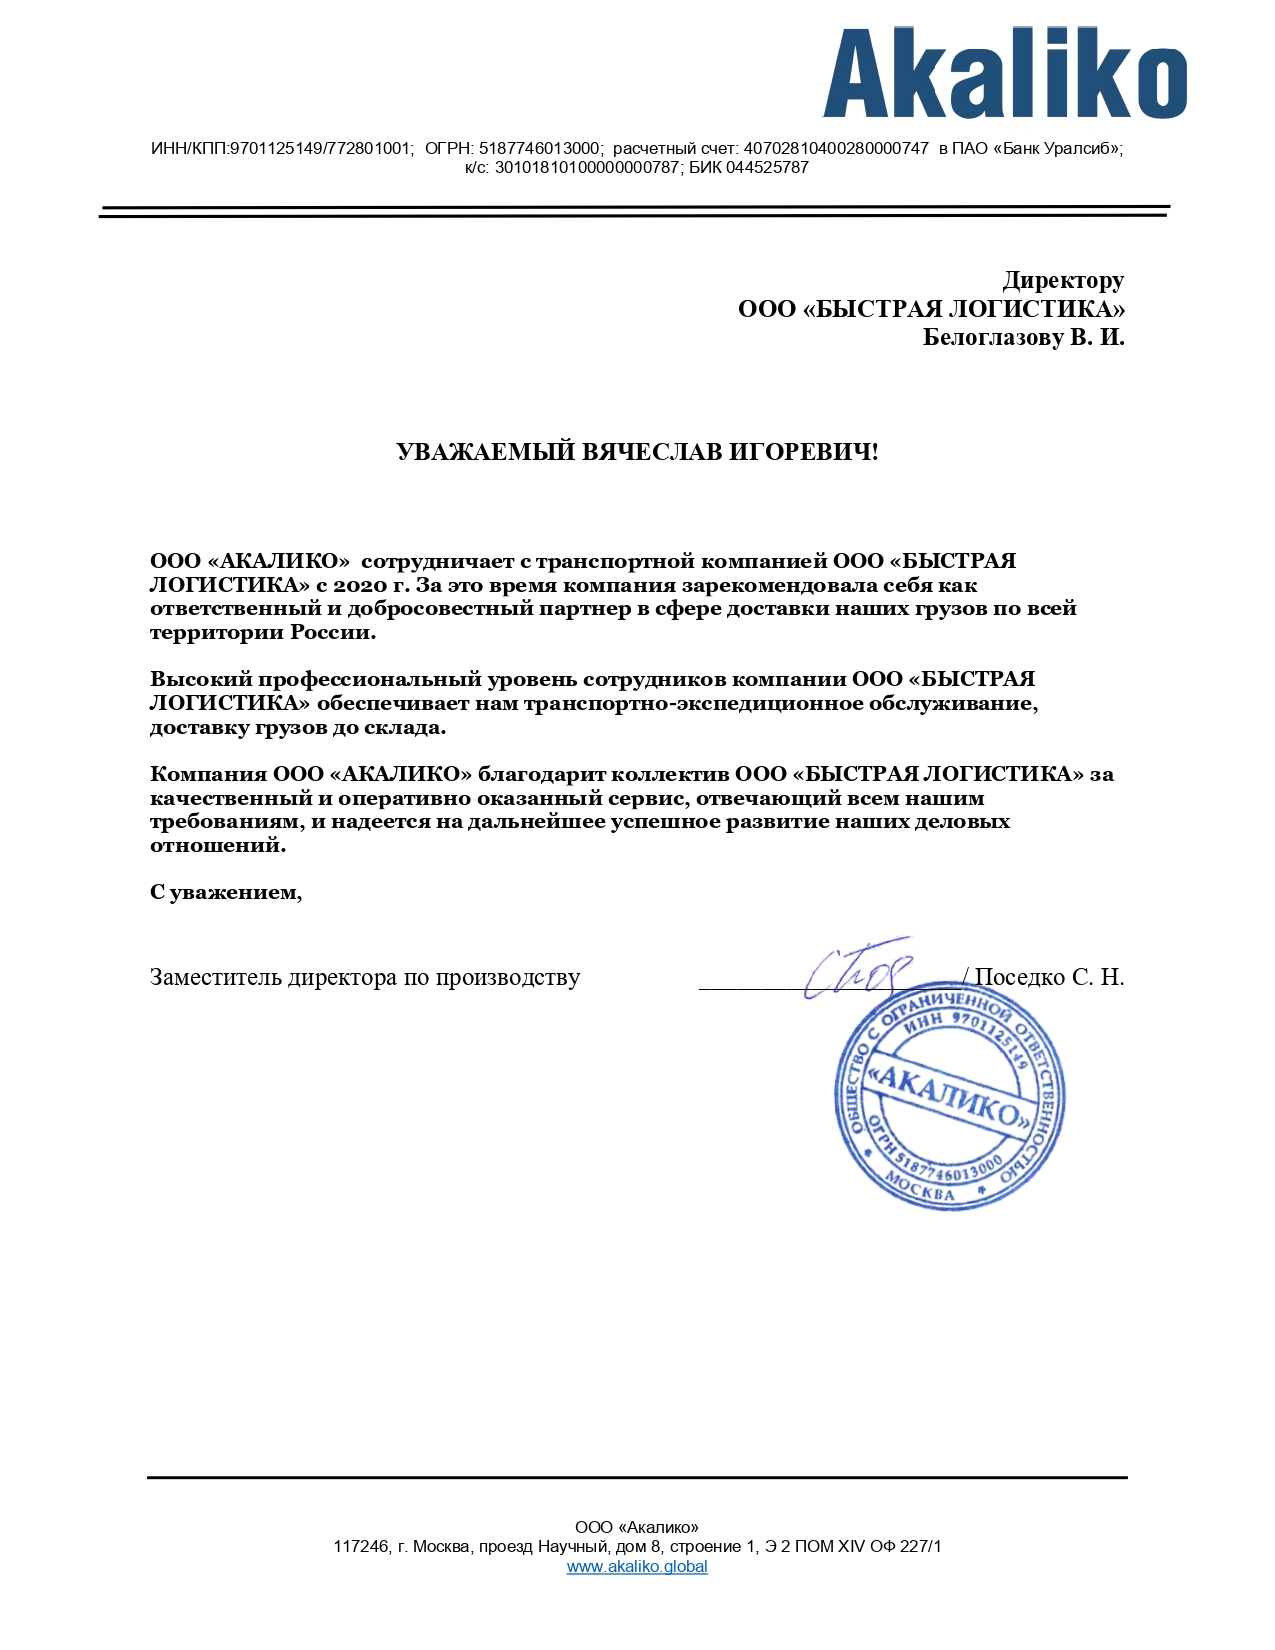 Akaliko
ИНН/КПП:9701125149/772801001; ОГРН: 5187746013000; расчетный счет: 40702810400280000747 в ПАО «Банк Уралсиб»;
к/с: 30101810100000000787; БИК 044525787
Директору
ООО «БЫСТРАЯ ЛОГИСТИКА»
Белоглазову В. И.
УВАЖАЕМЫЙ ВЯЧЕСЛАВ ИГОРЕВИЧ!
ООО «АКАЛИКО» сотрудничает с транспортной компанией ООО «БЫСТРАЯ
ЛОГИСТИКА» с 2020 г. За это время компания зарекомендовала себя как
ответственный и добросовестный партнер в сфере доставки наших грузов по всей
территории России.
Высокий профессиональный уровень сотрудников компании ООО «БЫСТРАЯ
ЛОГИСТИКА» обеспечивает нам транспортно-экспедиционное обслуживание,
доставку грузов до склада.
Компания ООО «АКАЛИКО» благодарит коллектив ООО «БЫСТРАЯ ЛОГИСТИКА» за
качественный и оперативно оказанный сервис, отвечающий всем нашим
требованиям, и надеется на дальнейшее успешное развитие наших деловых
отношений.
С уважением,
Заместитель директора по производству _____________________/ Поседко С. Н.
ОБЩЕСТВО С ОГРАНИЧЕННОЙ ОТВЕТСТВЕННОСТЬЮ
ИНН 9701125149
«АКАЛИКО»
ОГРН 5187746013000
* МОСКВА *
ООО «Акалико»
117246, г. Москва, проезд Научный, дом 8, строение 1, Э 2 ПОМ XIV ОФ 227/1
www.akaliko.global